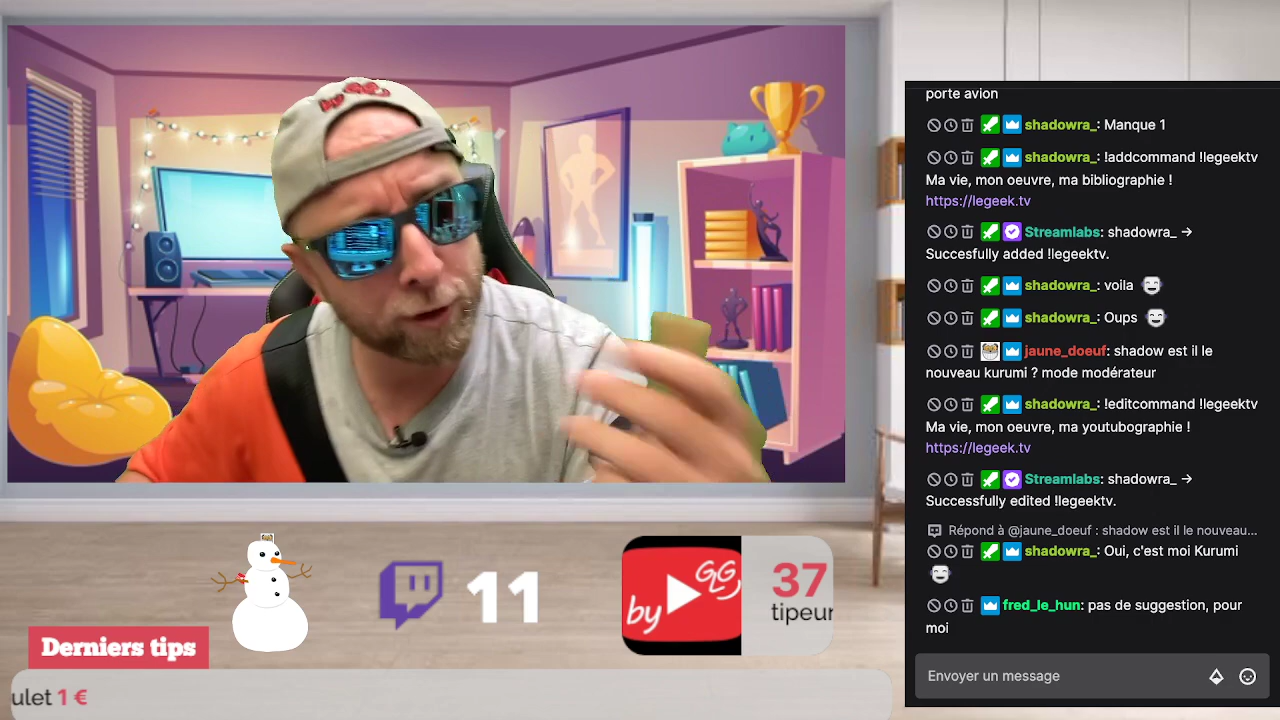 porte avion
shadowra_: Manque 1
shadowra_: !addcommand !legeektv
Ma vie, mon oeuvre, ma bibliographie !
https://legeek.tv
Streamlabs: shadowra_ →
Succesfully added !legeektv.
shadowra_: voila
shadowra_: Oups
jaune_doeuf: shadow est il le
nouveau kurumi ? mode modérateur
shadowra_: !editcommand !legeektv
Ma vie, mon oeuvre, ma youtubographie !
https://legeek.tv
Streamlabs: shadowra_ →
Successfully edited !legeektv.
Répond à @jaune_doeuf : shadow est il le nouveau...
shadowra_: Oui, c'est moi Kurumi
fred_le_hun: pas de suggestion, pour
moi
Envoyer un message
11
by GG
37
tipeur
Derniers tips
ulet 1 €